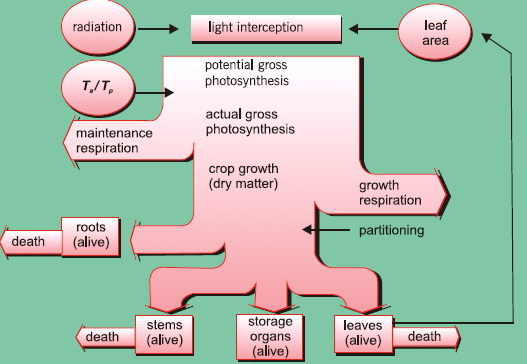 radiation
light interception
leaf
area
potential gross
photosynthesis
Ta/Tp
actual gross
photosynthesis
maintenance
respiration
crop growth
(dry matter)
growth
respiration
roots
(alive)
death
partitioning
stems
(alive)
death
storage
organs
(alive)
leaves
(alive)
death